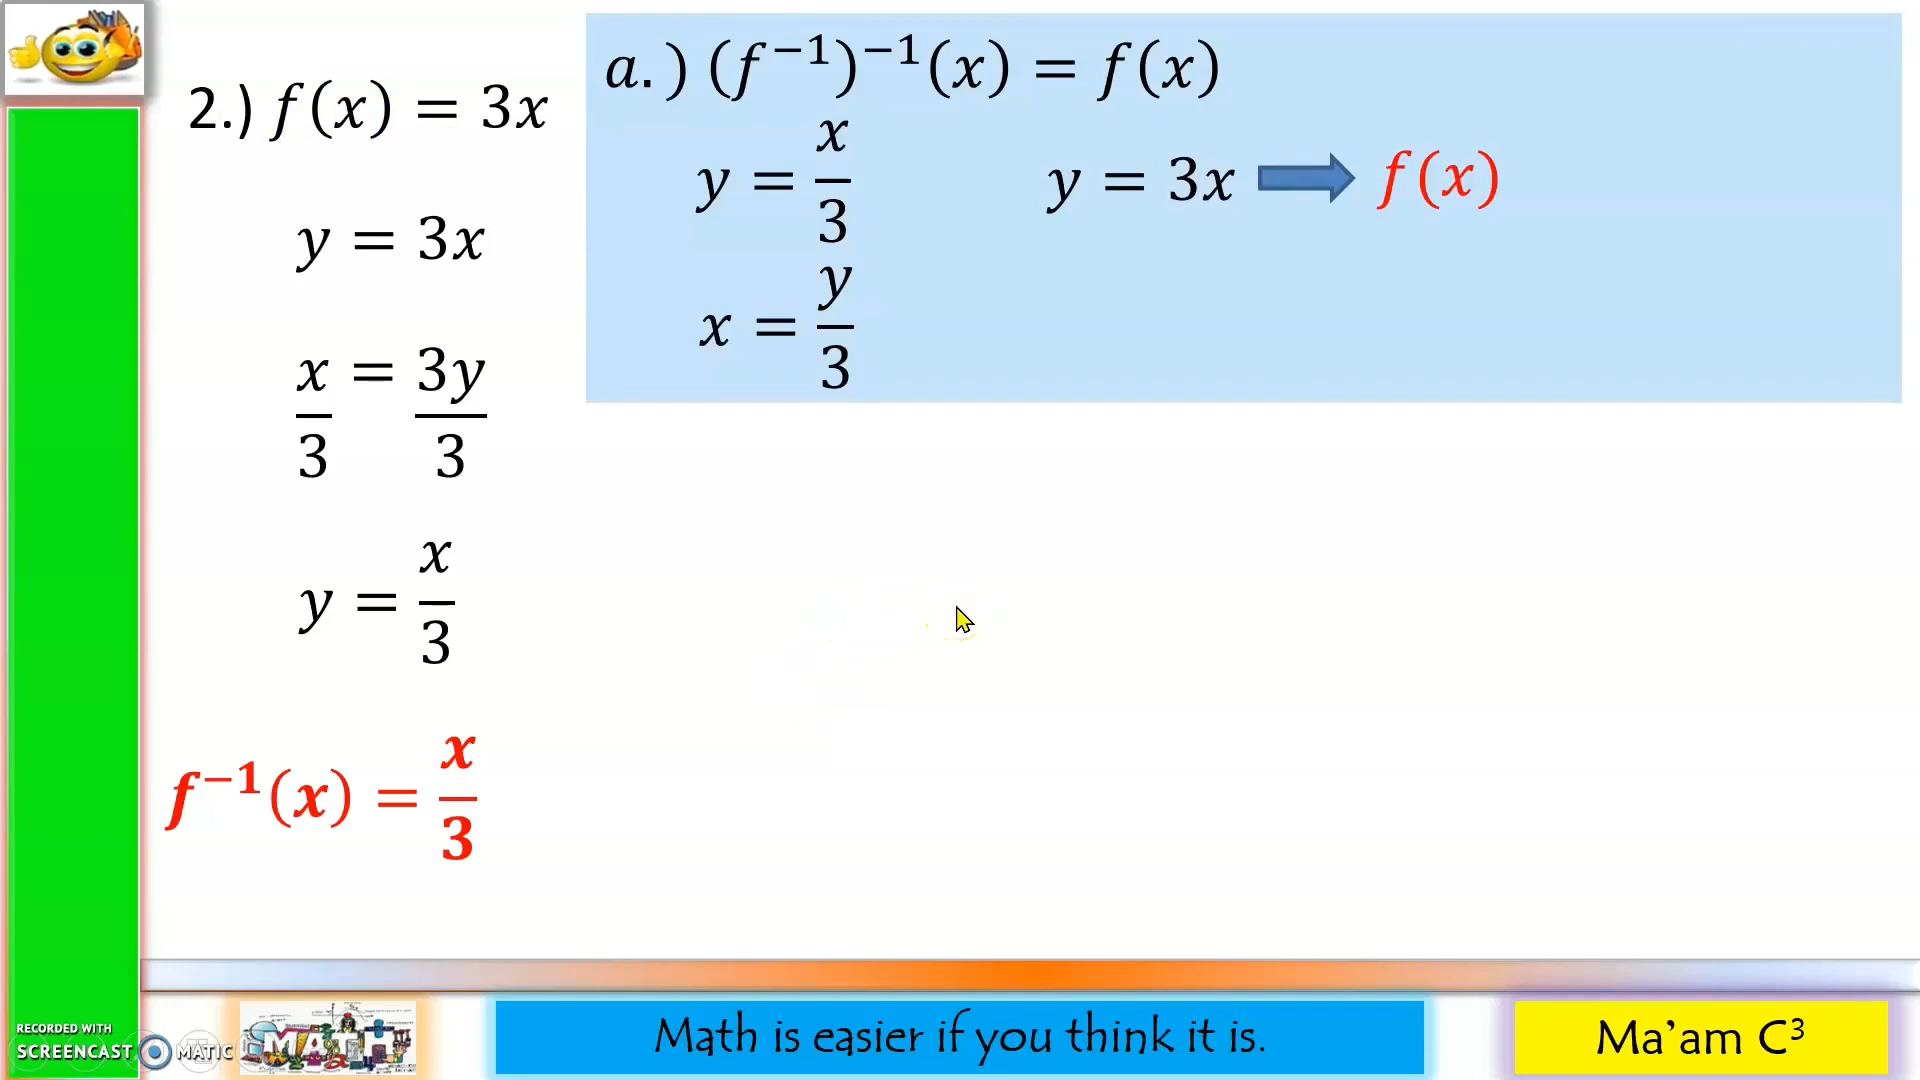 2.) f(x) = 3x
y = 3x
x/3 = 3y/3
y = x/3
f⁻¹(x) = x/3
a.) (f⁻¹)⁻¹(x) = f(x)
y = x/3
x = y/3
y = 3x
f(x)
RECORDED WITH
SCREENCAST MATIC
MATH
Math is easier if you think it is.
Ma'am C³